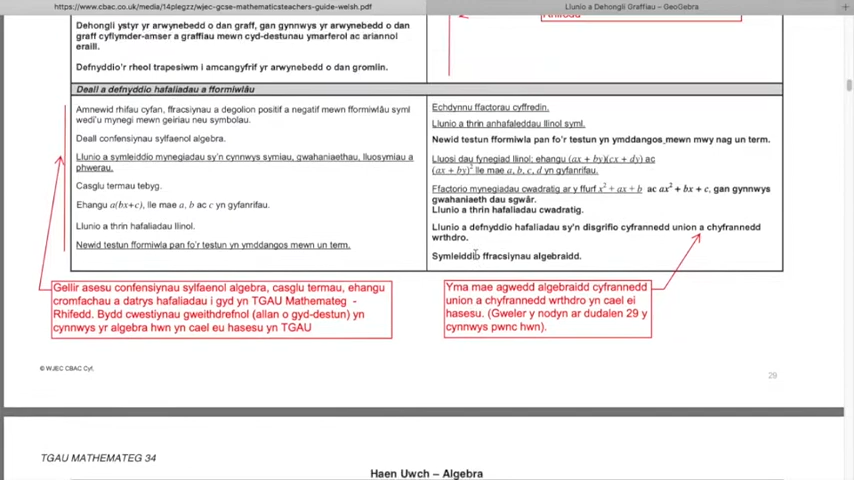 https://www.cbac.co.uk/media/14plegzz/wjec-gcse-mathematicsteachers-guide-welsh.pdf
Llunio a Dehongli Graffiau – GeoGebra
Dehongli ystyr yr arwynebedd o dan graff, gan gynnwys yr arwynebedd o dan
graff cyflymder-amser a graffiau mewn cyd-destunau ymarferol ac ariannol
eraill.
Defnyddio'r rheol trapesiwm i amcangyfrif yr arwynebedd o dan gromlin.
Rhifedd
Deall a defnyddio hafaliadau a fformiwlâu
Amnewid rhifau cyfan, ffracsiynau a degolion positif a negatif mewn fformiwlâu syml
wedi'u mynegi mewn geiriau neu symbolau.
Deall confensiynau sylfaenol algebra.
Llunio a symleiddio mynegiadau sy'n cynnwys symiau, gwahaniaethau, lluosymiau a
phwerau.
Casglu termau tebyg.
Ehangu a(bx+c), lle mae a, b ac c yn gyfanrifau.
Llunio a thrin hafaliadau llinol.
Newid testun fformiwla pan fo'r testun yn ymddangos mewn un term.
Echdynnu ffactorau cyffredin.
Llunio a thrin anhafaleddau llinol syml.
Newid testun fformiwla pan fo'r testun yn ymddangos mewn mwy nag un term.
Lluosi dau fynegiad llinol; ehangu (ax + by)(cx + dy) ac
(ax + by)² lle mae a, b, c, d yn gyfanrifau.
Ffactorio mynegiadau cwadratig ar y ffurf x² + ax + b ac ax² + bx + c, gan gynnwys
gwahaniaeth dau sgwâr.
Llunio a thrin hafaliadau cwadratig.
Llunio a defnyddio hafaliadau sy'n disgrifio cyfrannedd union a chyfrannedd
wrthdro.
Symleiddio ffracsiynau algebraidd.
Gellir asesu confensiynau sylfaenol algebra, casglu termau, ehangu
cromfachau a datrys hafaliadau i gyd yn TGAU Mathemateg -
Rhifedd. Bydd cwestiynau gweithdrefnol (allan o gyd-destun) yn
cynnwys yr algebra hwn yn cael eu hasesu yn TGAU
Yma mae agwedd algebraidd cyfrannedd
union a chyfrannedd wrthdro yn cael ei
hasesu. (Gweler y nodyn ar dudalen 29 y
cynnwys pwnc hwn).
© WJEC CBAC Cyf.
29
TGAU MATHEMATEG 34
Haen Uwch – Algebra